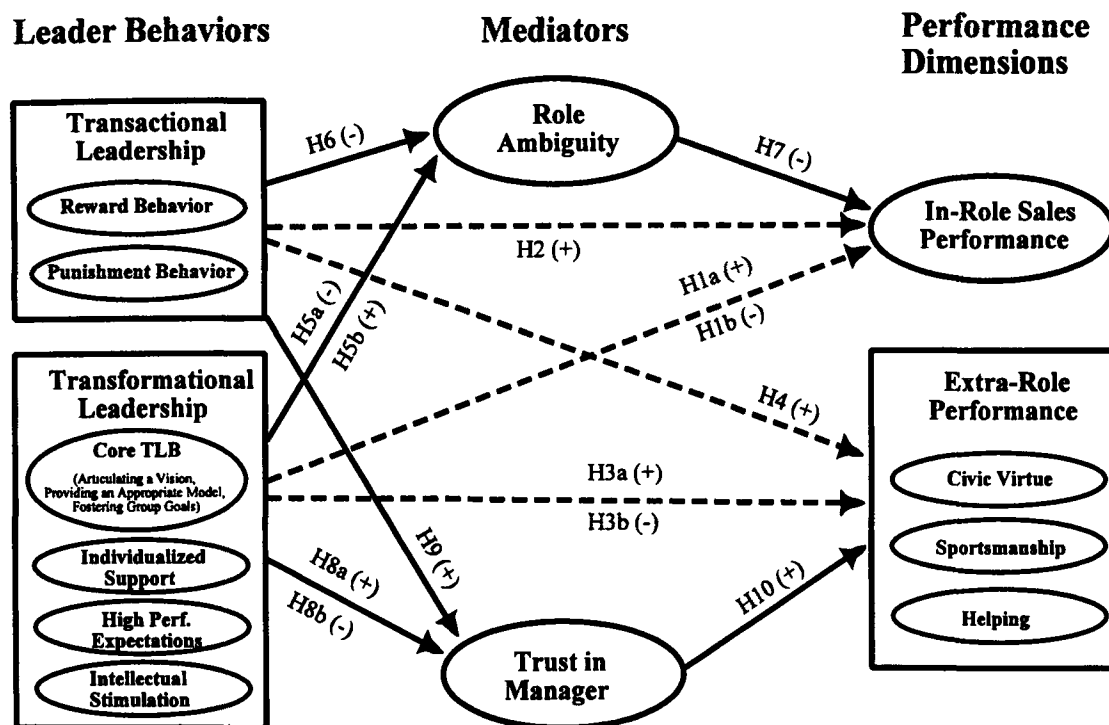 Leader Behaviors
Mediators
Performance
Dimensions
Transactional
Leadership
Reward Behavior
Punishment Behavior
Transformational
Leadership
Core TLB
(Articulating a Vision,
Providing an Appropriate Model,
Fostering Group Goals)
Individualized
Support
High Perf.
Expectations
Intellectual
Stimulation
H6 (-)
H5a (-)
H5b (+)
H2 (+)
H1a (+)
H1b (-)
H4 (+)
H3a (+)
H3b (-)
H9 (+)
H8a (+)
H8b (-)
Role
Ambiguity
Trust in
Manager
H7 (-)
H10 (+)
In-Role Sales
Performance
Extra-Role
Performance
Civic Virtue
Sportsmanship
Helping